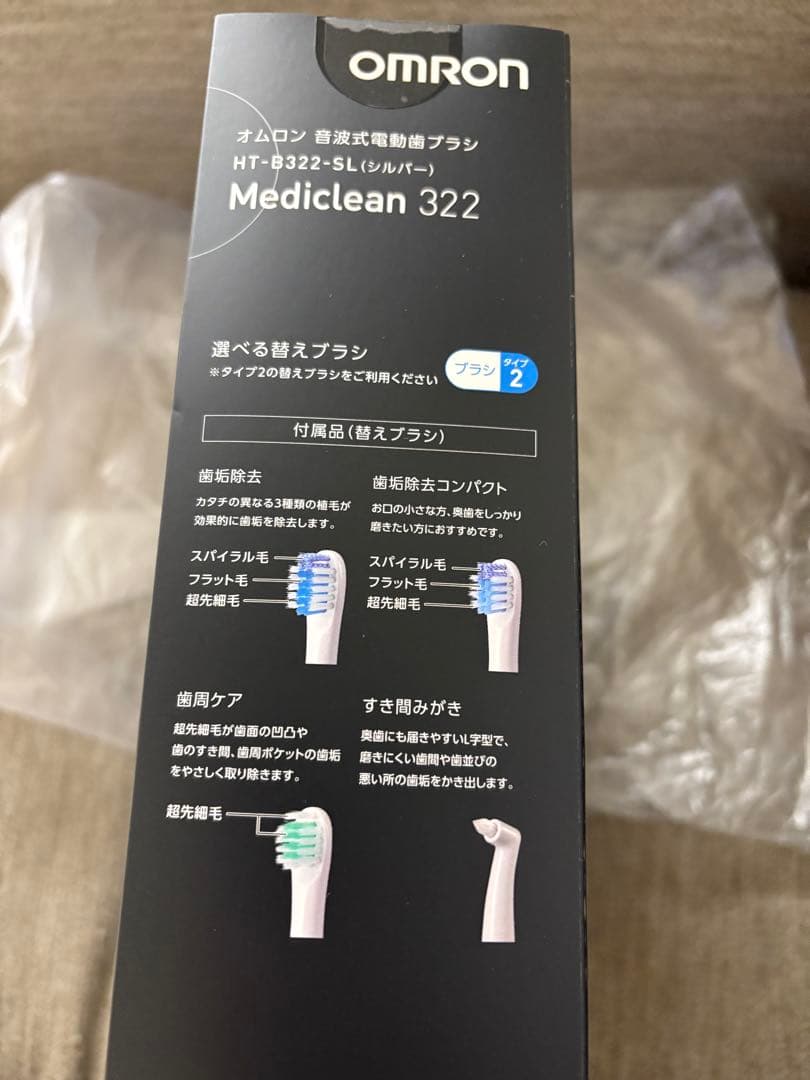 OMRON
オムロン 音波式電動歯ブラシ
HT-B322-SL(シルバー)
Mediclean 322
選べる替えブラシ
※タイプ2の替えブラシをご利用ください
ブラシ タイプ 2
付属品(替えブラシ)
歯垢除去
カタチの異なる3種類の植毛が
効果的に歯垢を除去します。
スパイラル毛
フラット毛
超先細毛
歯垢除去コンパクト
お口の小さな方、奥歯をしっかり
磨きたい方におすすめです。
スパイラル毛
フラット毛
超先細毛
歯周ケア
超先細毛が歯面の凹凸や
歯のすき間、歯周ポケットの歯垢
をやさしく取り除きます。
超先細毛
すき間みがき
奥歯にも届きやすいL字型で、
磨きにくい歯間や歯並びの
悪い所の歯垢をかき出します。